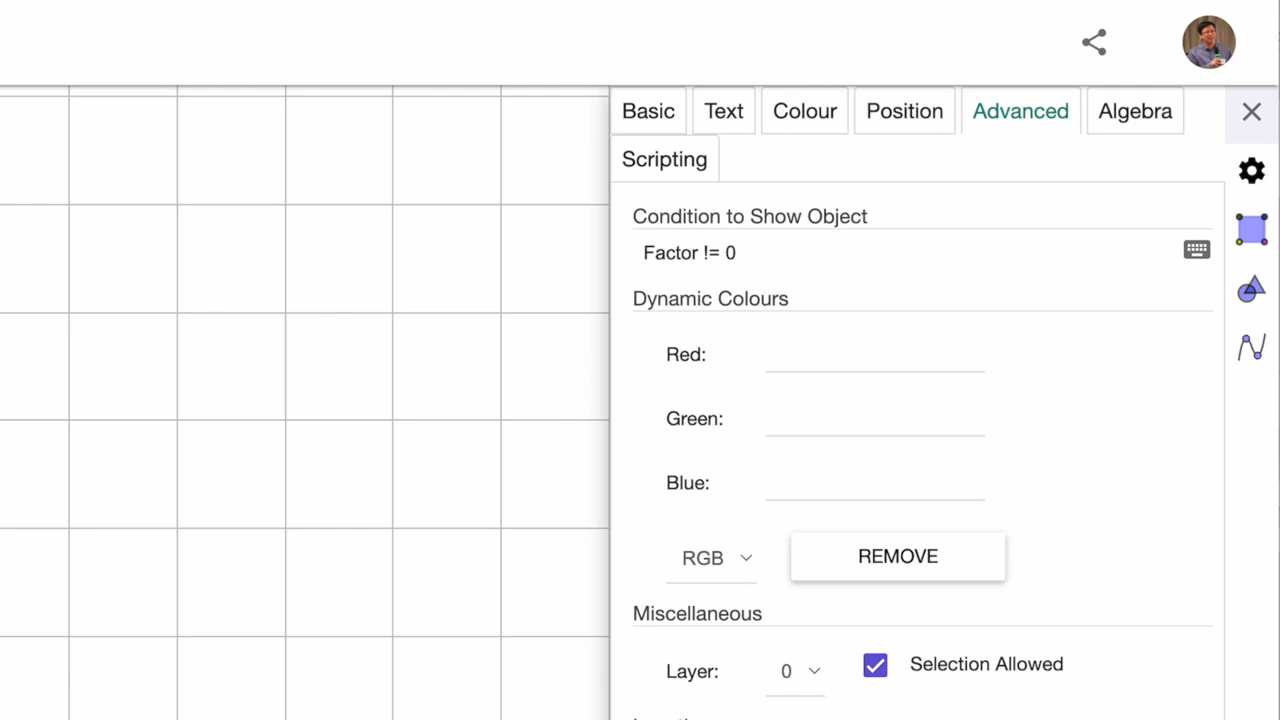 Basic Text Colour Position Advanced Algebra
Scripting
Condition to Show Object
Factor != 0
Dynamic Colours
Red:
Green:
Blue:
RGB REMOVE
Miscellaneous
Layer: 0 Selection Allowed